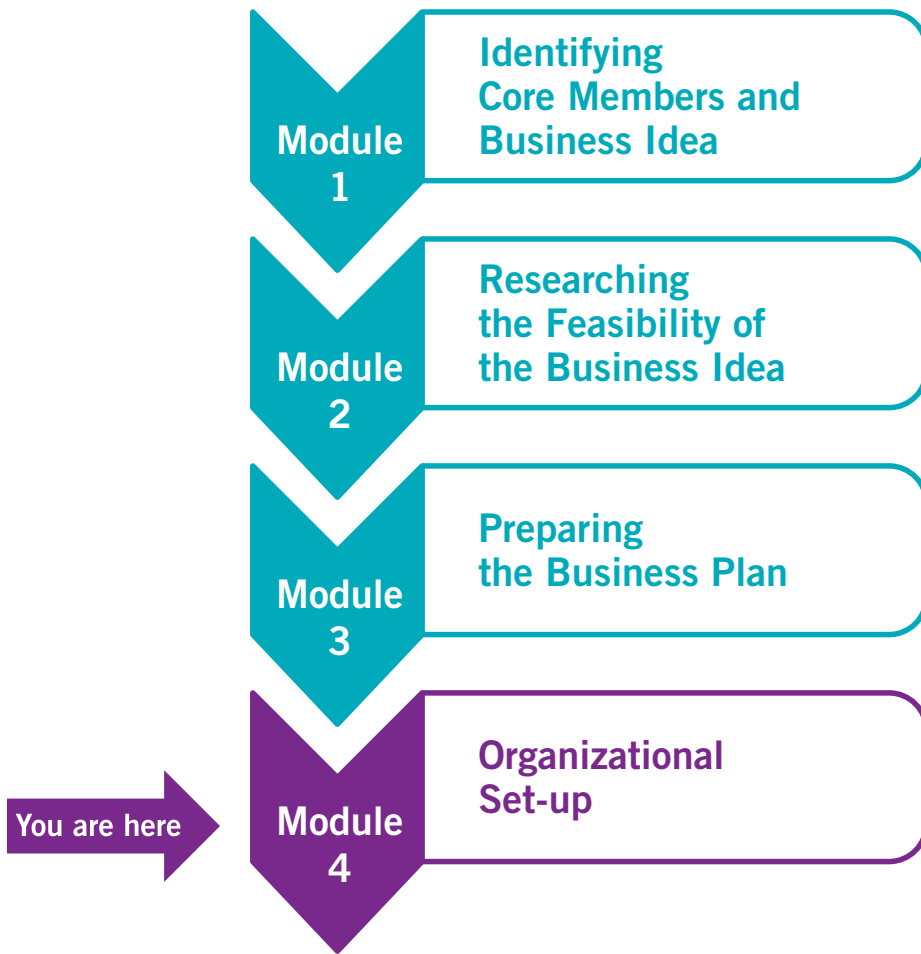 Module
1
Identifying
Core Members and
Business Idea
Module
2
Researching
the Feasibility of
the Business Idea
Module
3
Preparing
the Business Plan
You are here
Module
4
Organizational
Set-up